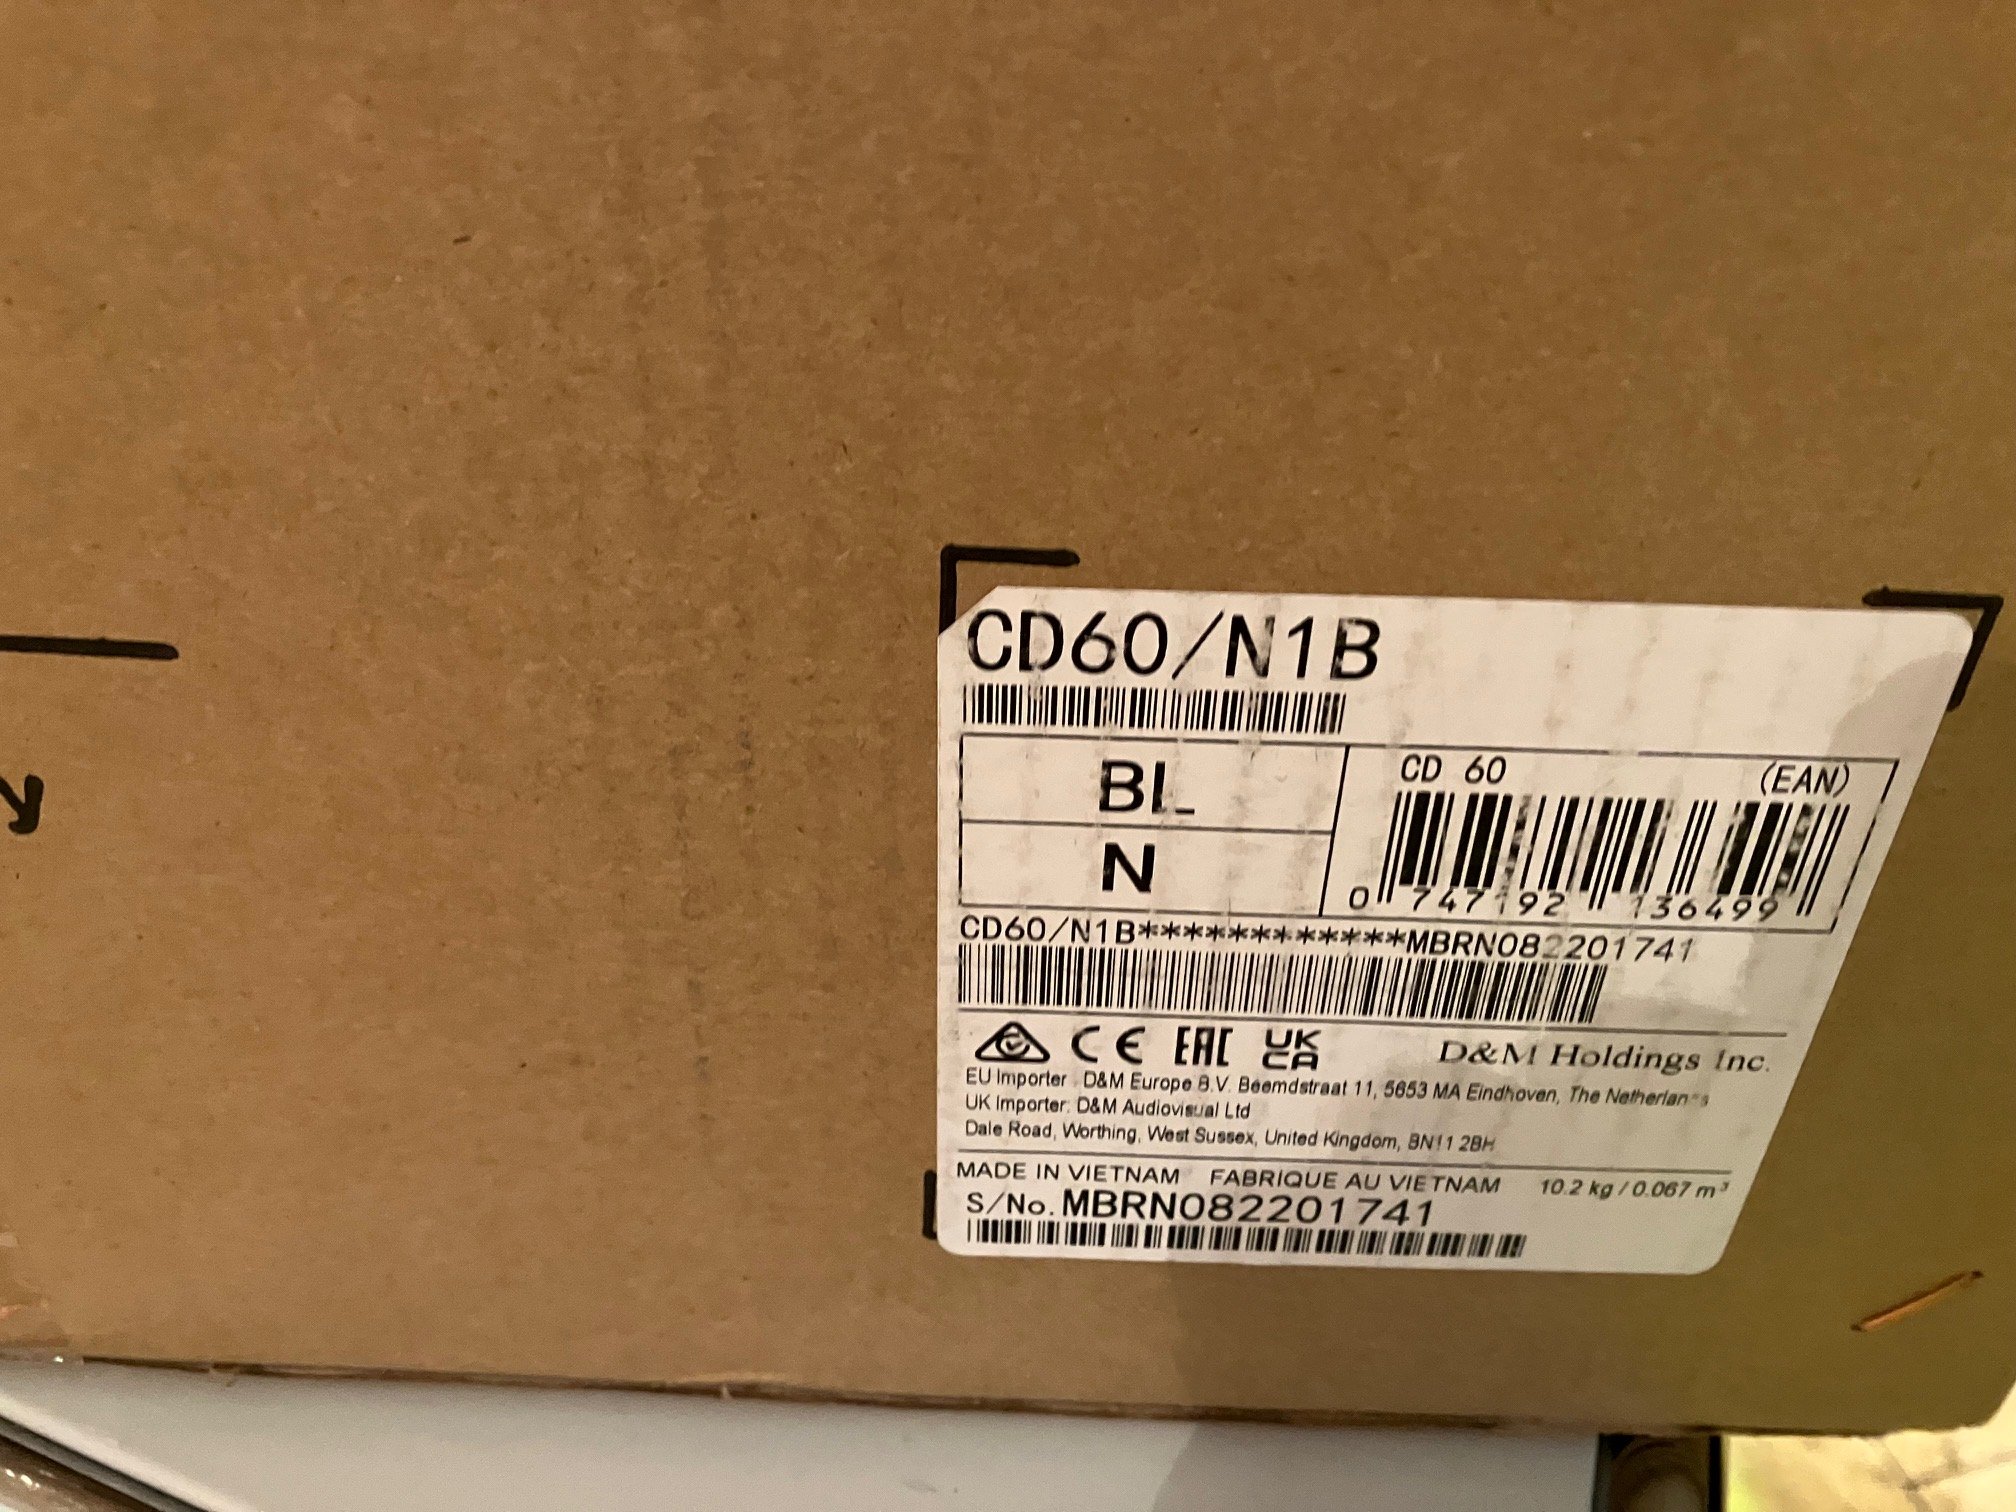 y
CD60/N1B
BL
N
CD 60 (EAN)
0 747192 136499
CD60/N1B************MBRN082201741
CE EAC UK CA D&M Holdings Inc.
EU Importer : D&M Europe B.V. Beemdstraat 11, 5653 MA Eindhoven, The Netherlands
UK Importer: D&M Audiovisual Ltd
Dale Road, Worthing, West Sussex, United Kingdom, BN11 2BH
MADE IN VIETNAM FABRIQUE AU VIETNAM 10.2 kg / 0.067 m³
S/No. MBRN082201741